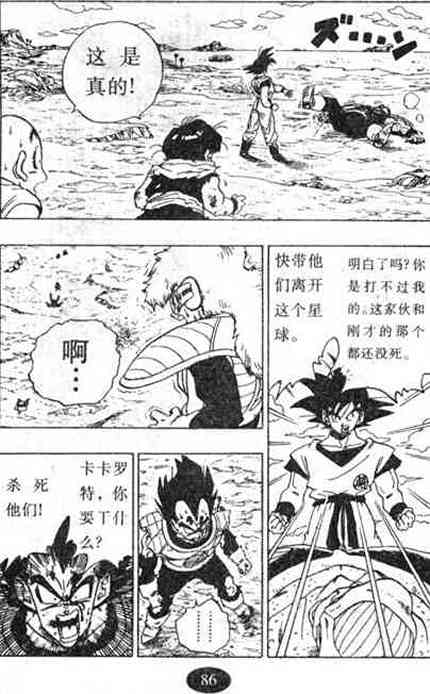 ズ……ン
这是
真的!
明白了吗?你
是打不过我
的。这家伙和
刚才的那个
都还没死。
快带他
们离开
这个星
球。
啊
…
……
卡卡罗
特,你
要丅什
么?
杀死
他们!
86